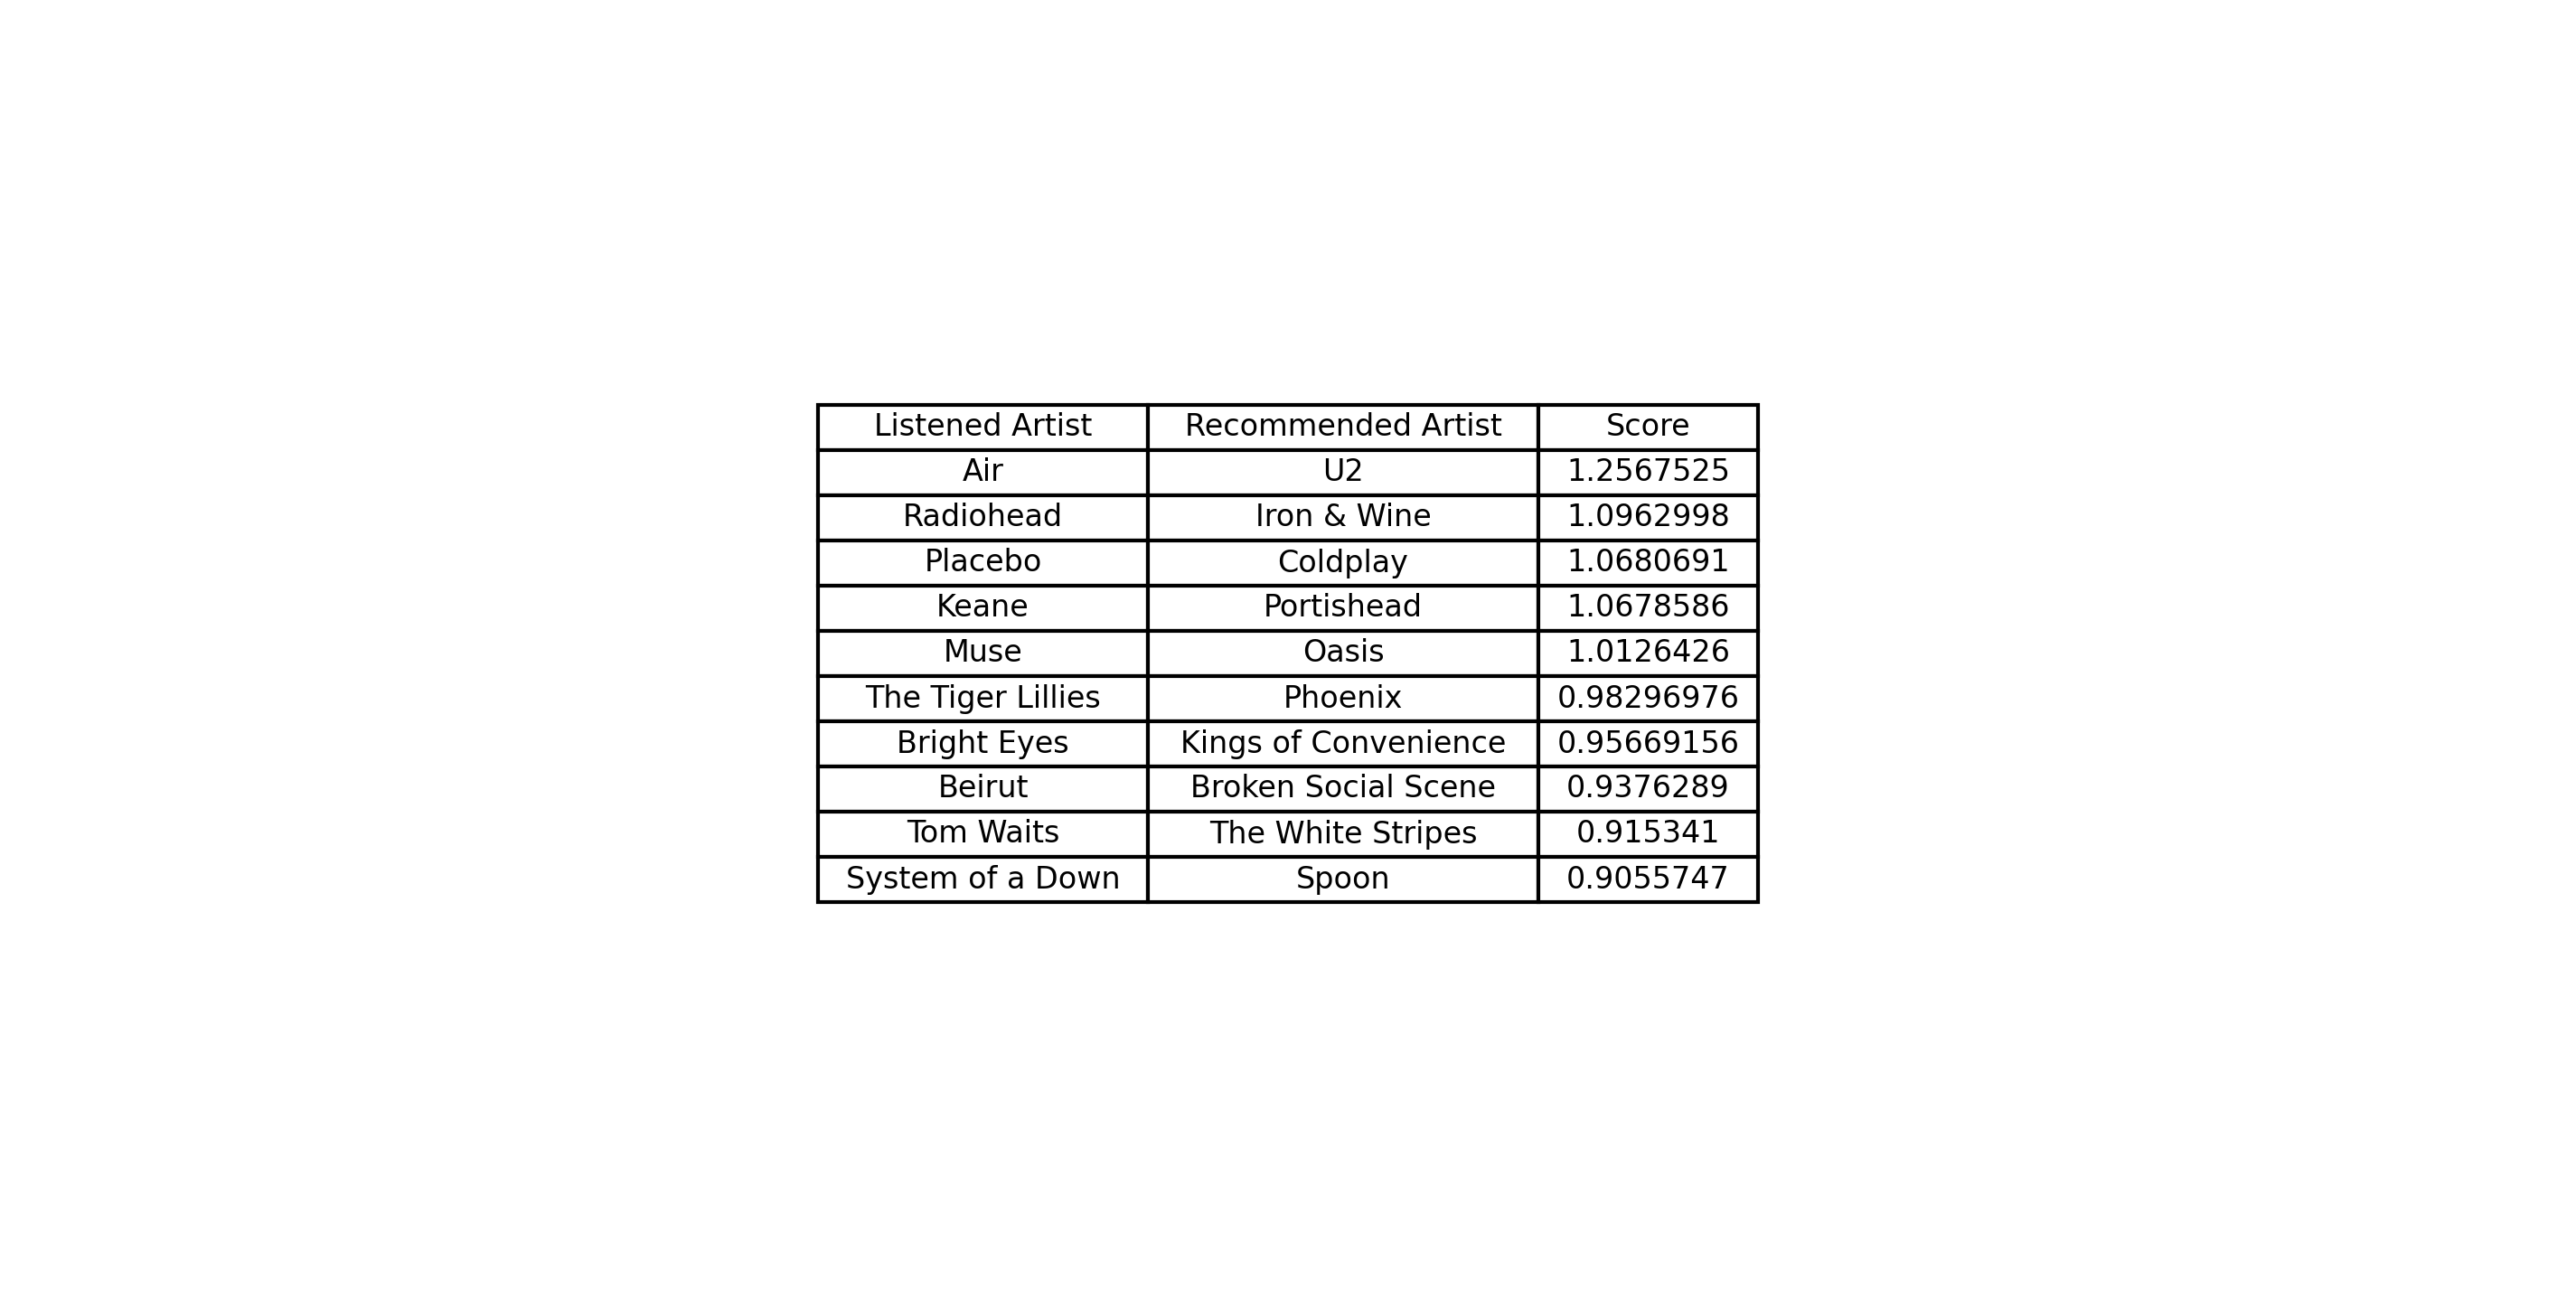 Listened Artist Recommended Artist Score
Air U2 1.2567525
Radiohead Iron & Wine 1.0962998
Placebo Coldplay 1.0680691
Keane Portishead 1.0678586
Muse Oasis 1.0126426
The Tiger Lillies Phoenix 0.98296976
Bright Eyes Kings of Convenience 0.95669156
Beirut Broken Social Scene 0.9376289
Tom Waits The White Stripes 0.915341
System of a Down Spoon 0.9055747